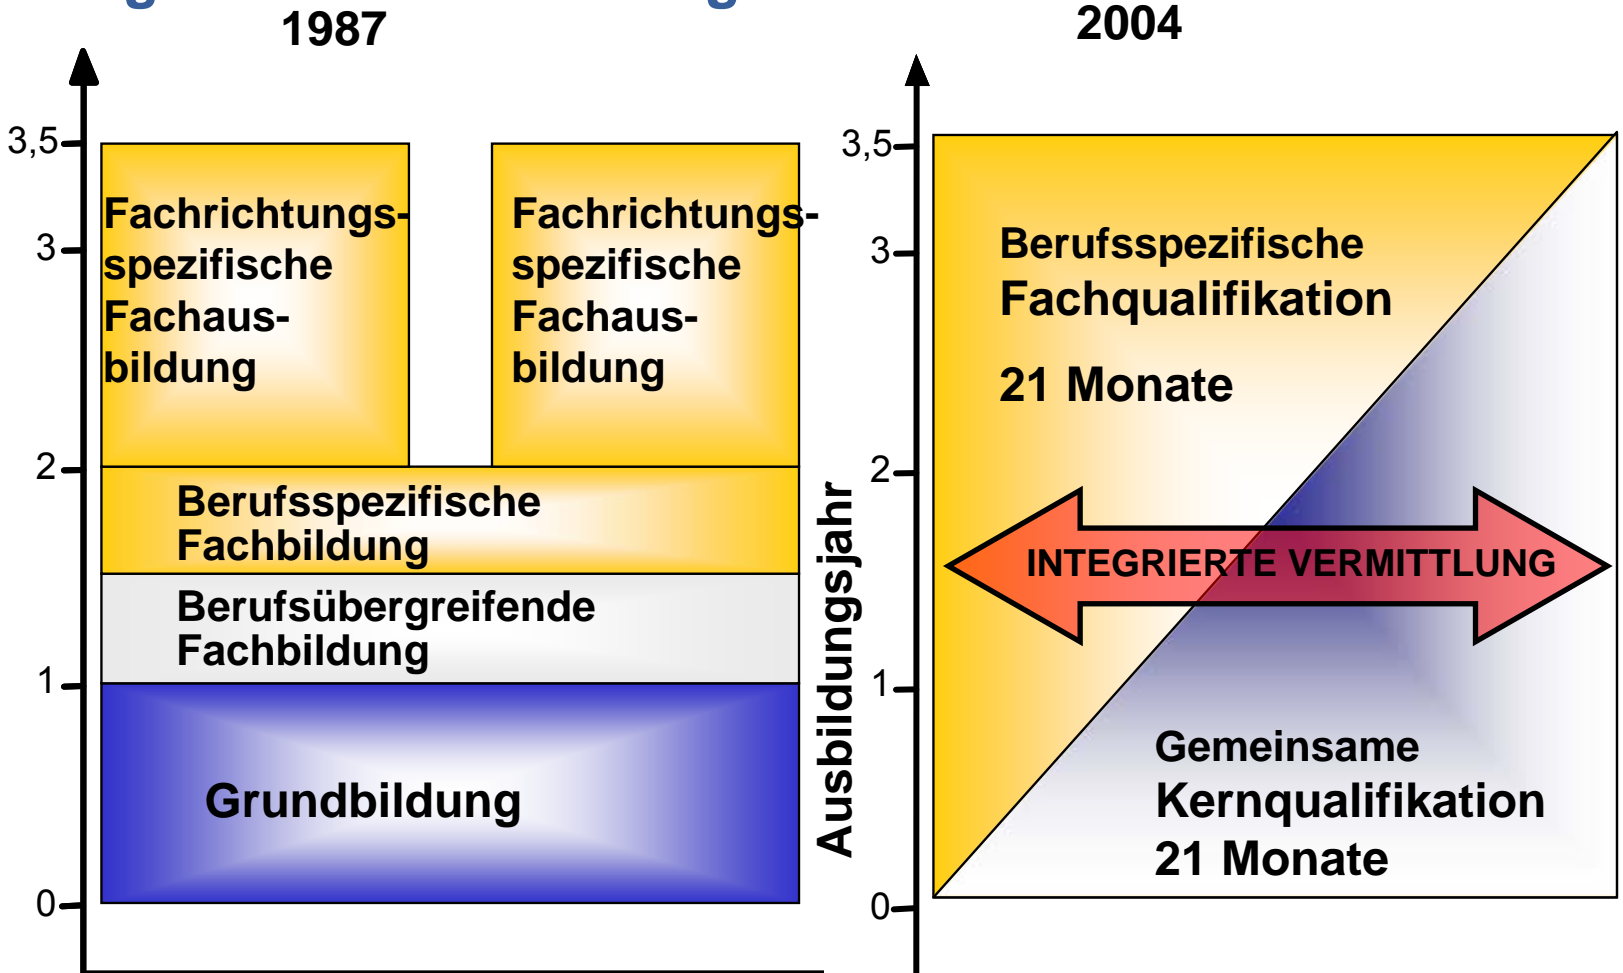 1987
3,5
3
2
1
0
Fachrichtungs-
spezifische
Fachaus-
bildung
Fachrichtungs-
spezifische
Fachaus-
bildung
Berufsspezifische
Fachbildung
Berufsübergreifende
Fachbildung
Grundbildung
Ausbildungsjahr
2004
3,5
3
2
1
0
Berufsspezifische
Fachqualifikation
21 Monate
INTEGRIERTE VERMITTLUNG
Gemeinsame
Kernqualifikation
21 Monate